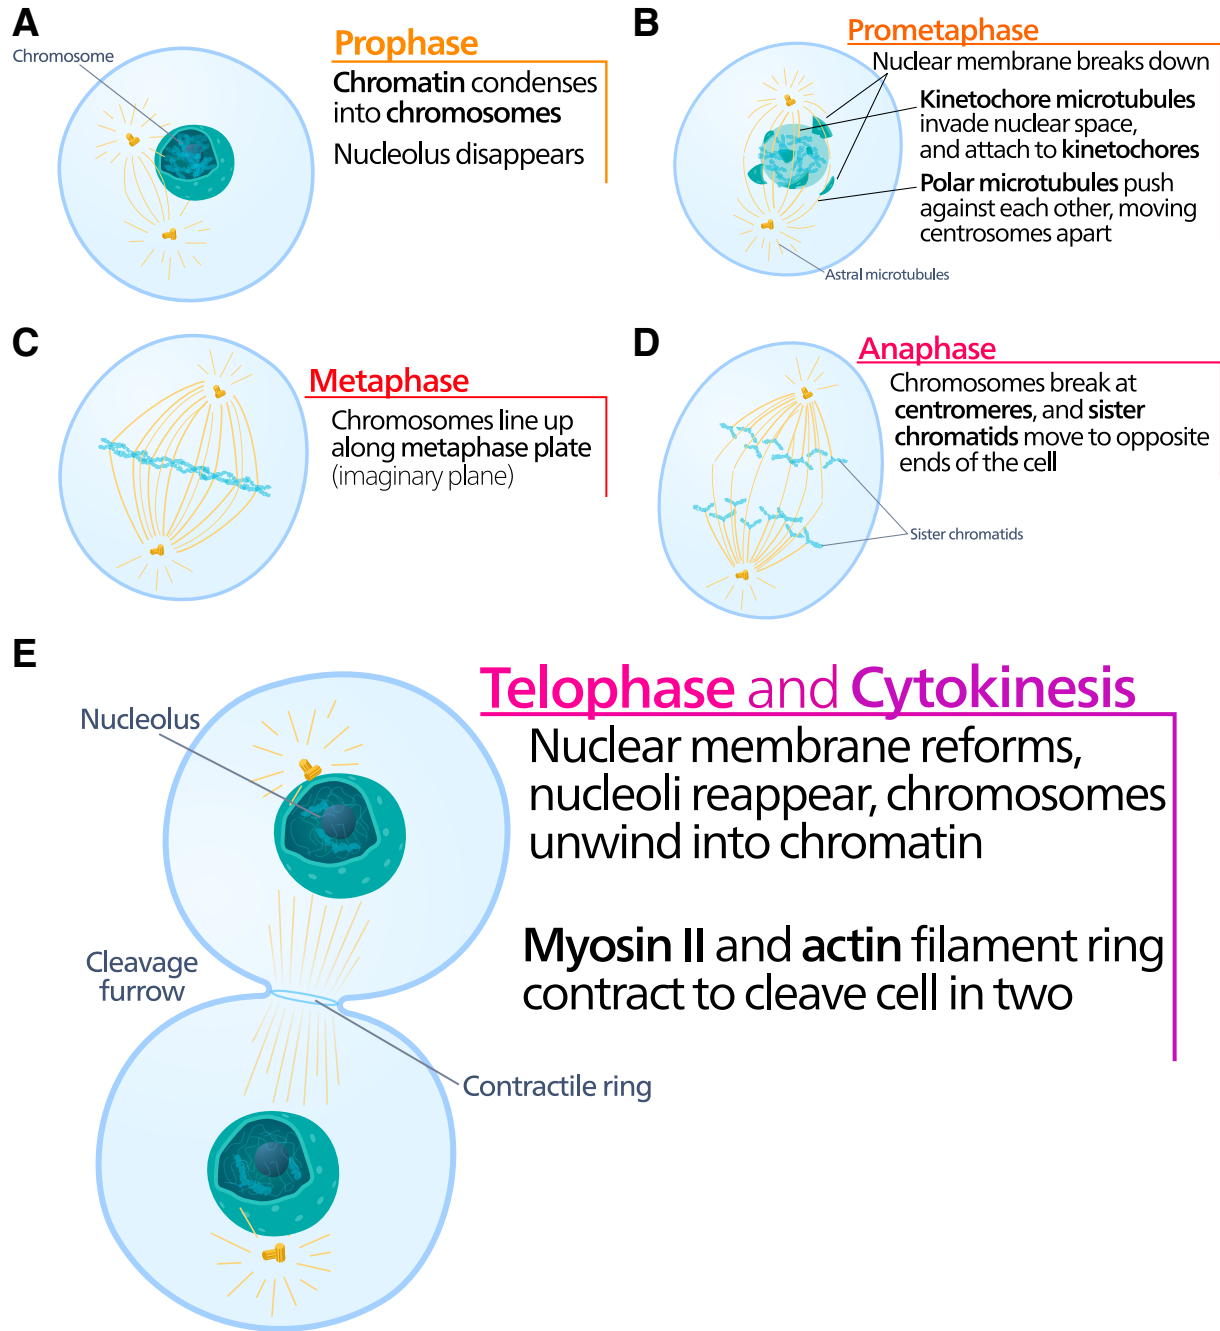 A
Chromosome
Prophase
Chromatin condenses
into chromosomes
Nucleolus disappears
B
Prometaphase
Nuclear membrane breaks down
Kinetochore microtubules
invade nuclear space,
and attach to kinetochores
Polar microtubules push
against each other, moving
centrosomes apart
Astral microtubules
C
Metaphase
Chromosomes line up
along metaphase plate
(imaginary plane)
D
Anaphase
Chromosomes break at
centromeres, and sister
chromatids move to opposite
ends of the cell
Sister chromatids
E
Telophase and Cytokinesis
Nucleolus
Nuclear membrane reforms,
nucleoli reappear, chromosomes
unwind into chromatin
Myosin II and actin filament ring
contract to cleave cell in two
Cleavage
furrow
Contractile ring